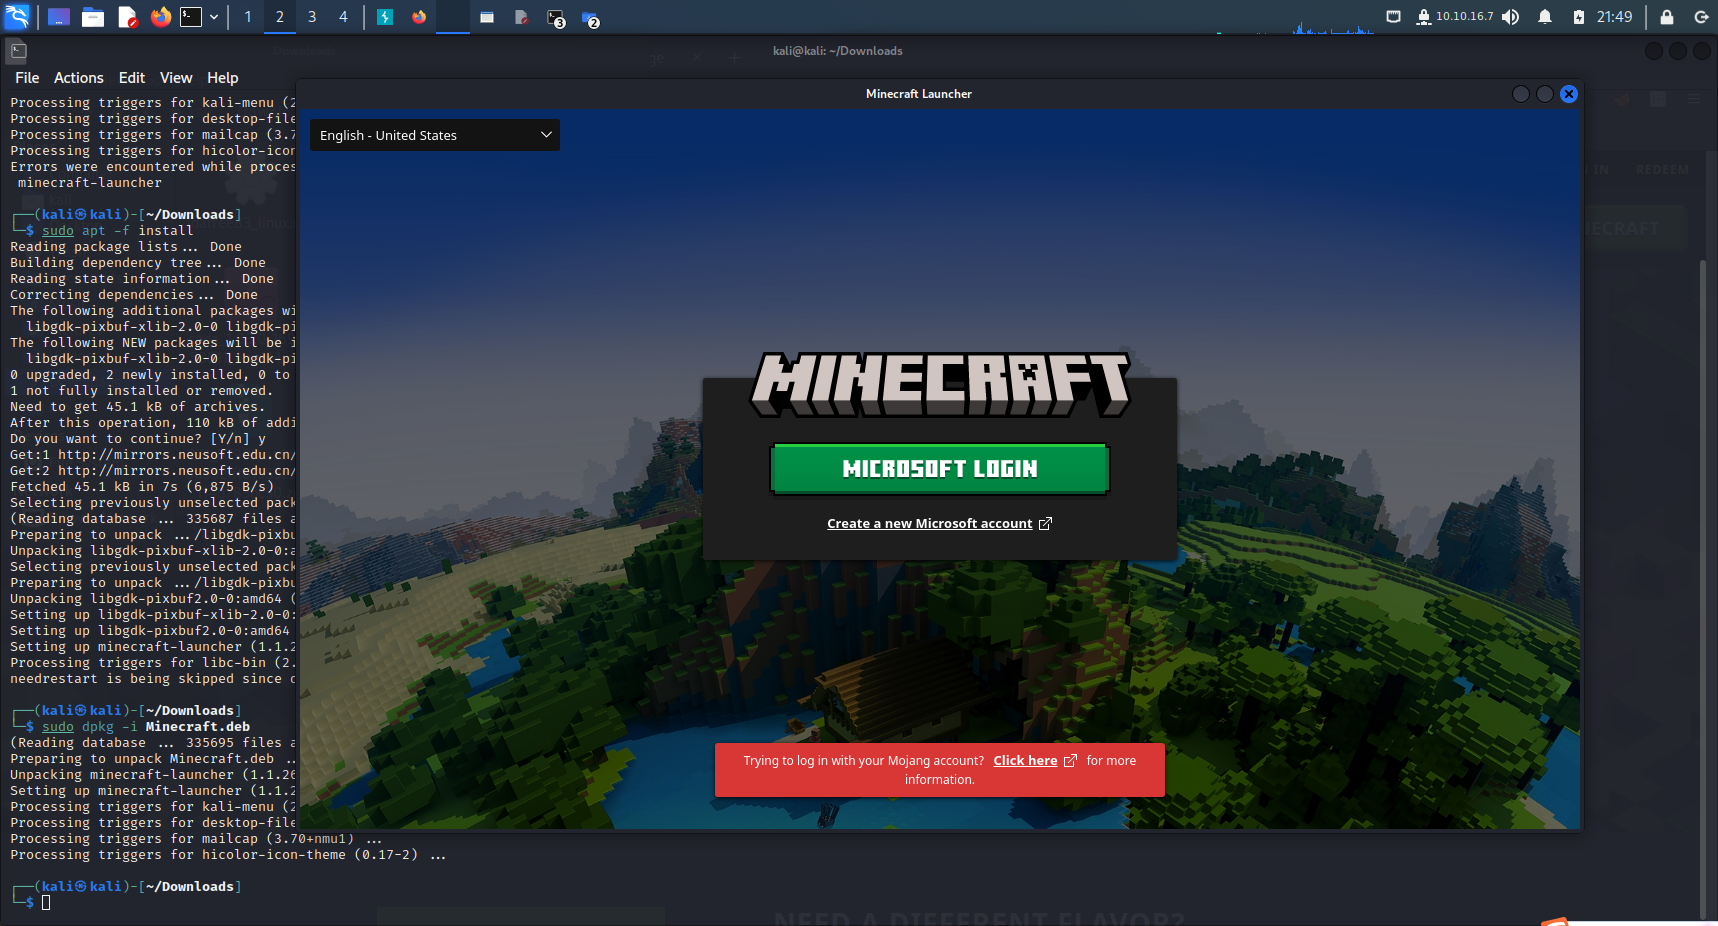 1 2 3 4 3 2 10.10.16.7 21:49
kali@kali: ~/Downloads
File Actions Edit View Help
Minecraft Launcher
English - United States
Processing triggers for kali-menu (2
Processing triggers for desktop-file
Processing triggers for mailcap (3.7
Processing triggers for hicolor-icon
Errors were encountered while proces
minecraft-launcher
REDEEM
┌──(kali㉿kali)-[~/Downloads]
└─$ sudo apt -f install
Reading package lists... Done
Building dependency tree... Done
Reading state information... Done
Correcting dependencies... Done
The following additional packages wi
libgdk-pixbuf-xlib-2.0-0 libgdk-pi
The following NEW packages will be i
libgdk-pixbuf-xlib-2.0-0 libgdk-pi
0 upgraded, 2 newly installed, 0 to
1 not fully installed or removed.
Need to get 45.1 kB of archives.
After this operation, 110 kB of addi
Do you want to continue? [Y/n] y
Get:1 http://mirrors.neusoft.edu.cn/
Get:2 http://mirrors.neusoft.edu.cn/
Fetched 45.1 kB in 7s (6,875 B/s)
Selecting previously unselected pack
(Reading database ... 335687 files a
Preparing to unpack .../libgdk-pixbu
Unpacking libgdk-pixbuf-xlib-2.0-0:a
Selecting previously unselected pack
Preparing to unpack .../libgdk-pixbu
Unpacking libgdk-pixbuf2.0-0:amd64 (
Setting up libgdk-pixbuf-xlib-2.0-0:
Setting up libgdk-pixbuf2.0-0:amd64
Setting up minecraft-launcher (1.1.2
Processing triggers for libc-bin (2.
needrestart is being skipped since d
┌──(kali㉿kali)-[~/Downloads]
└─$ sudo dpkg -i Minecraft.deb
(Reading database ... 335695 files a
Preparing to unpack Minecraft.deb ..
Unpacking minecraft-launcher (1.1.26
Setting up minecraft-launcher (1.1.2
Processing triggers for kali-menu (2
Processing triggers for desktop-file
Processing triggers for mailcap (3.70+nmu1) ...
Processing triggers for hicolor-icon-theme (0.17-2) ...
┌──(kali㉿kali)-[~/Downloads]
└─$
MINECRAFT
MICROSOFT LOGIN
Create a new Microsoft account
Trying to log in with your Mojang account? Click here for more
information.
NEED A DIFFERENT FLAVOR?